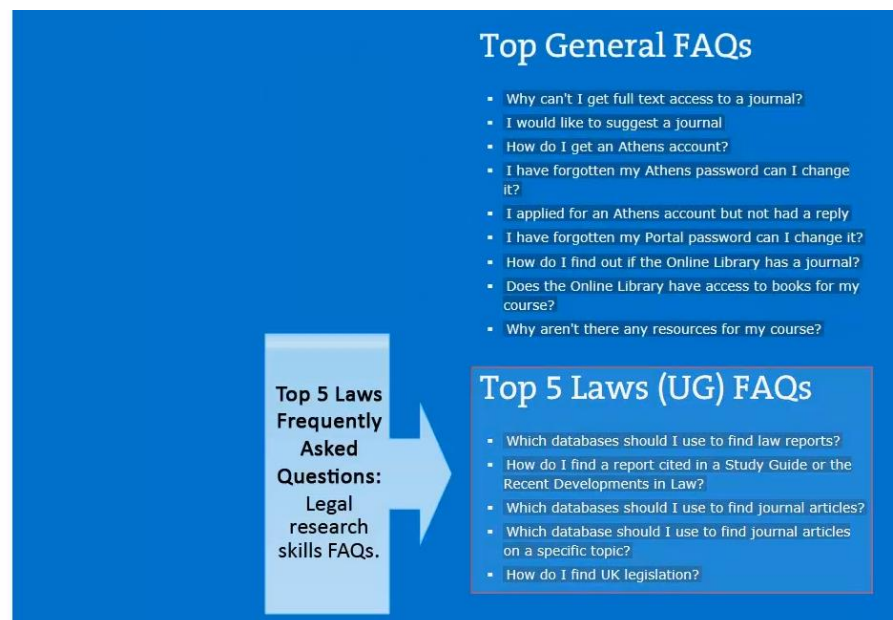 Top General FAQs
Why can't I get full text access to a journal?
I would like to suggest a journal
How do I get an Athens account?
I have forgotten my Athens password can I change
it?
I applied for an Athens account but not had a reply
I have forgotten my Portal password can I change it?
How do I find out if the Online Library has a journal?
Does the Online Library have access to books for my
course?
Why aren't there any resources for my course?
Top 5 Laws
Frequently
Asked
Questions:
Legal
research
skills FAQs.
Top 5 Laws (UG) FAQs
Which databases should I use to find law reports?
How do I find a report cited in a Study Guide or the
Recent Developments in Law?
Which databases should I use to find journal articles?
Which database should I use to find journal articles
on a specific topic?
How do I find UK legislation?